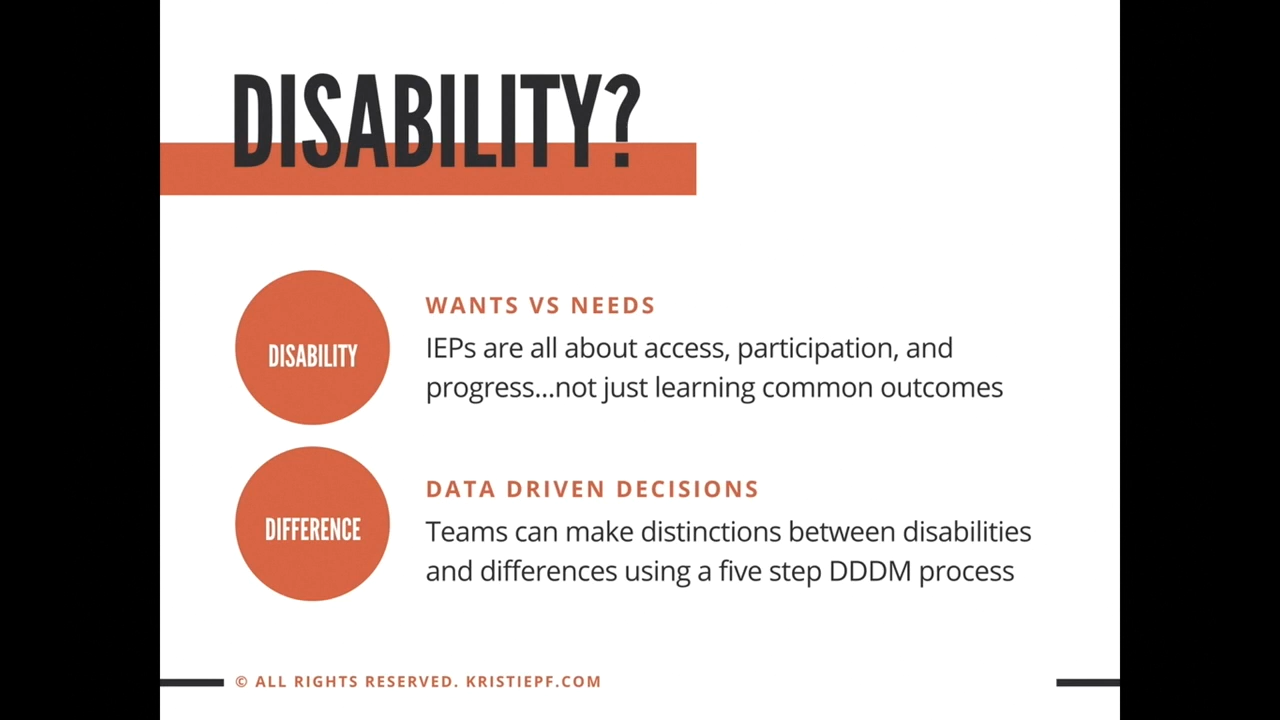 DISABILITY?
DISABILITY
WANTS VS NEEDS
IEPs are all about access, participation, and
progress...not just learning common outcomes
DIFFERENCE
DATA DRIVEN DECISIONS
Teams can make distinctions between disabilities
and differences using a five step DDDM process
© ALL RIGHTS RESERVED. KRISTIEPF.COM